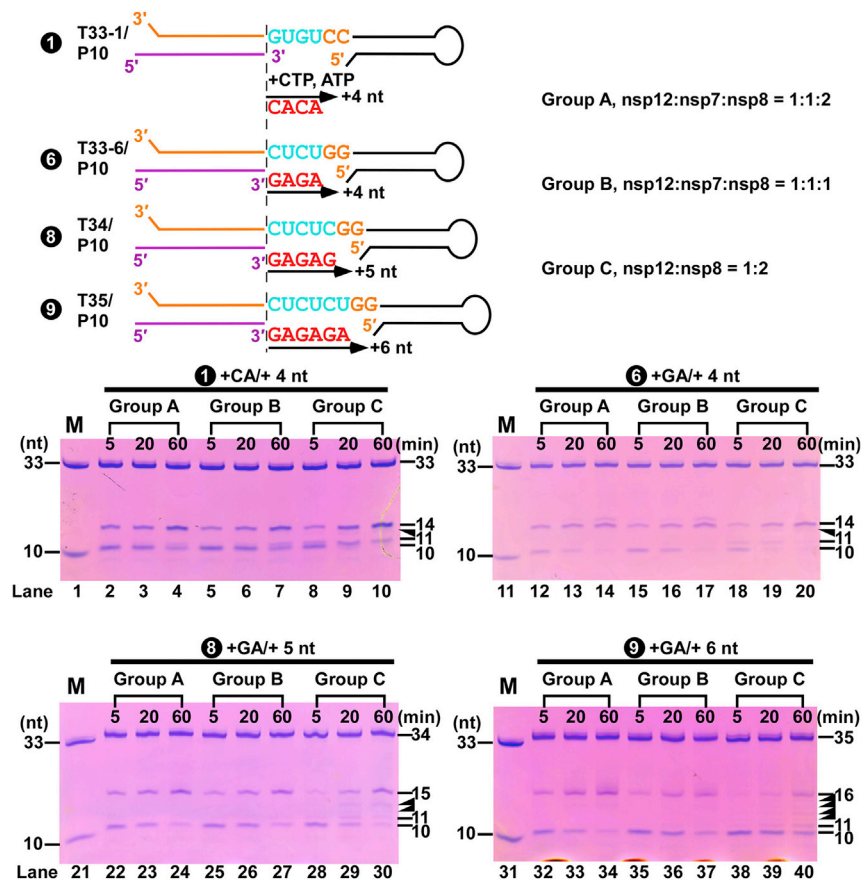 ❶ T33-1/ 3′ GUGUCC
P10 5′ 3′ 5′
+CTP, ATP
+4 nt
CACA
Group A, nsp12:nsp7:nsp8 = 1:1:2
❻ T33-6/ 3′ CUCUGG
P10 5′ 3′ GAGA 5′
+4 nt
Group B, nsp12:nsp7:nsp8 = 1:1:1
❽ T34/ 3′ CUCUCGG
P10 5′ 3′ GAGAG 5′
+5 nt
Group C, nsp12:nsp8 = 1:2
❾ T35/ 3′ CUCUCUGG
P10 5′ 3′ GAGAGA 5′
+6 nt
❶ +CA/+ 4 nt
Group A Group B Group C
M
(nt) 5 20 60 5 20 60 5 20 60 (min)
33 33
14
11
10 10
Lane 1 2 3 4 5 6 7 8 9 10
❻ +GA/+ 4 nt
Group A Group B Group C
M
(nt) 5 20 60 5 20 60 5 20 60 (min)
33 33
14
11
10 10
11 12 13 14 15 16 17 18 19 20
❽ +GA/+ 5 nt
Group A Group B Group C
M
(nt) 5 20 60 5 20 60 5 20 60 (min)
33 34
15
11
10 10
Lane 21 22 23 24 25 26 27 28 29 30
❾ +GA/+ 6 nt
Group A Group B Group C
M
(nt) 5 20 60 5 20 60 5 20 60 (min)
33 35
16
11
10 10
31 32 33 34 35 36 37 38 39 40